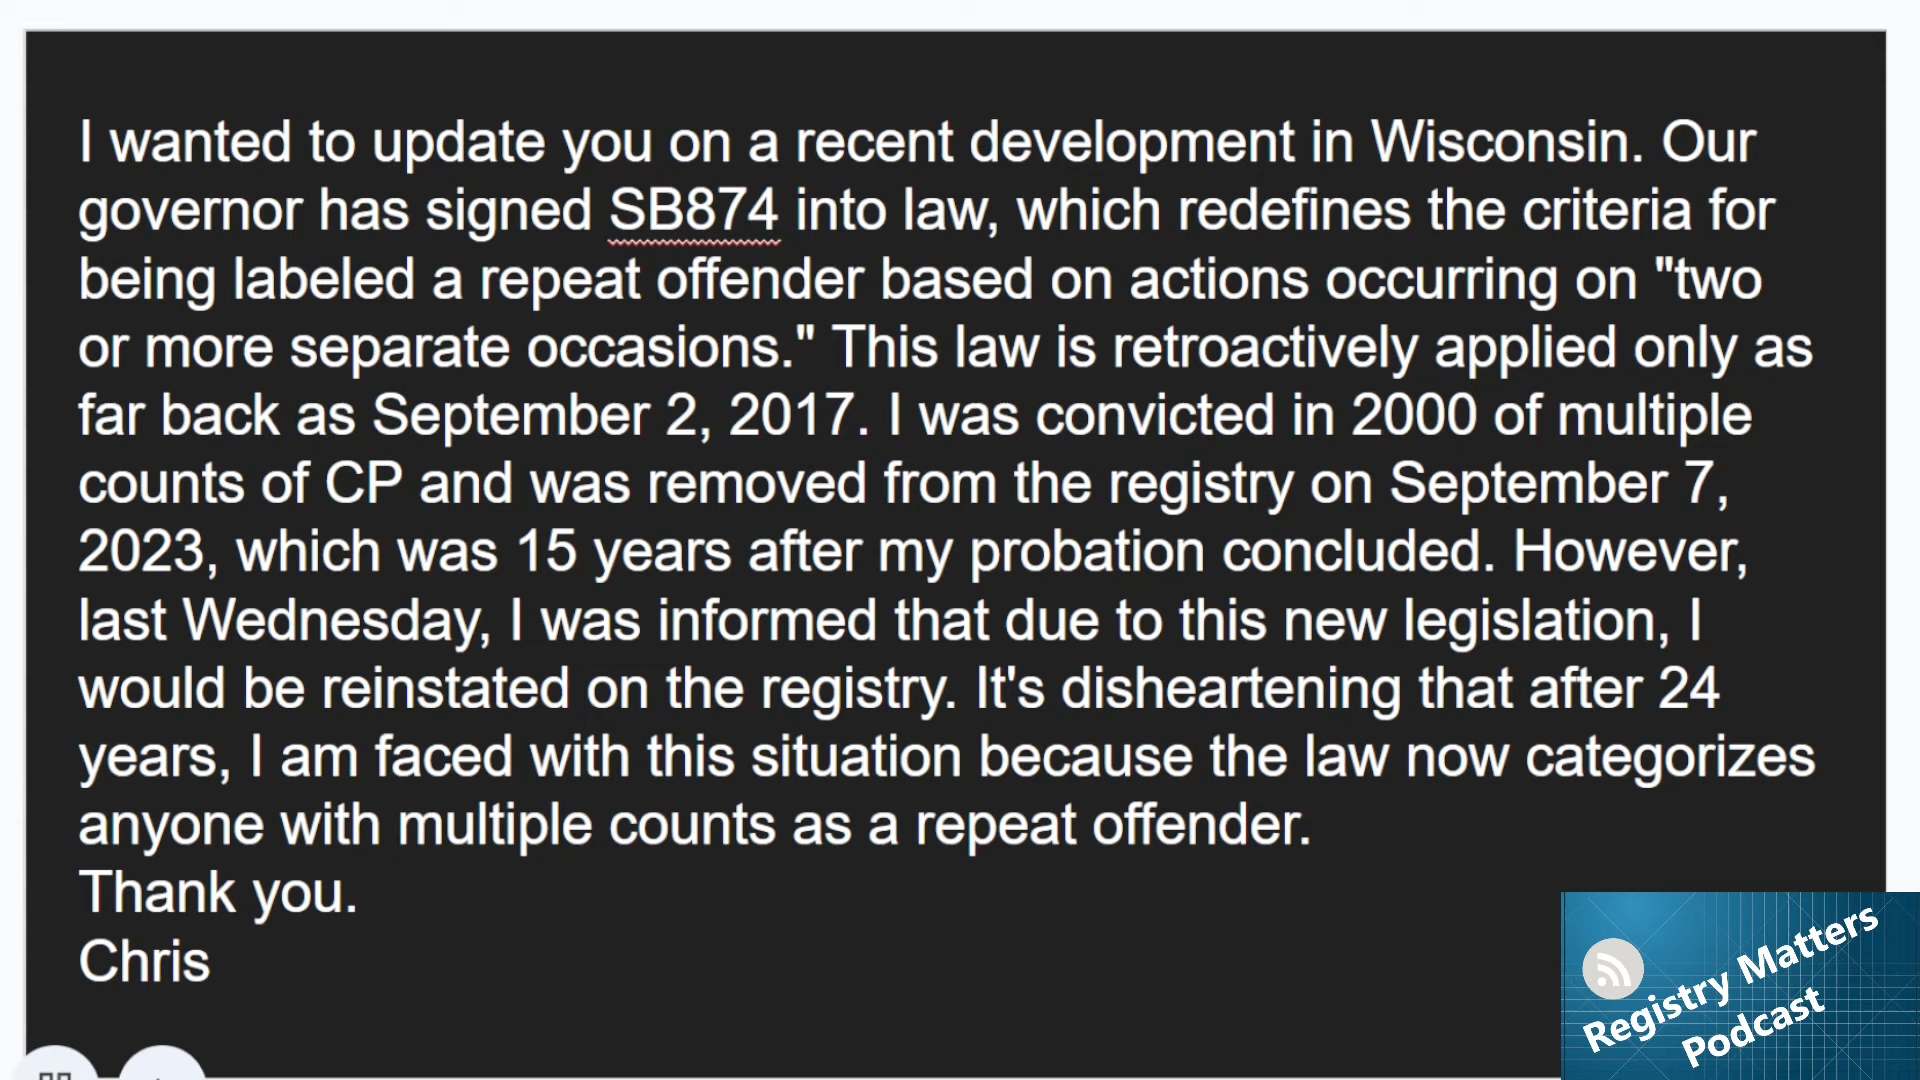 I wanted to update you on a recent development in Wisconsin. Our
governor has signed SB874 into law, which redefines the criteria for
being labeled a repeat offender based on actions occurring on "two
or more separate occasions." This law is retroactively applied only as
far back as September 2, 2017. I was convicted in 2000 of multiple
counts of CP and was removed from the registry on September 7,
2023, which was 15 years after my probation concluded. However,
last Wednesday, I was informed that due to this new legislation, I
would be reinstated on the registry. It's disheartening that after 24
years, I am faced with this situation because the law now categorizes
anyone with multiple counts as a repeat offender.
Thank you.
Chris
Registry Matters
Podcast